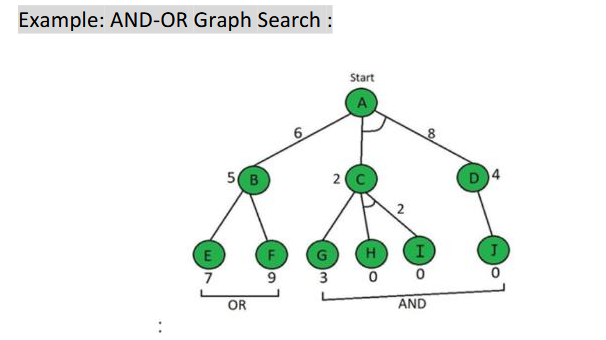 Example: AND-OR Graph Search :
Start
A
6
8
5 B
2 C
D 4
2
E
F
G
H
I
J
7
9
3
0
0
0
OR
AND
: